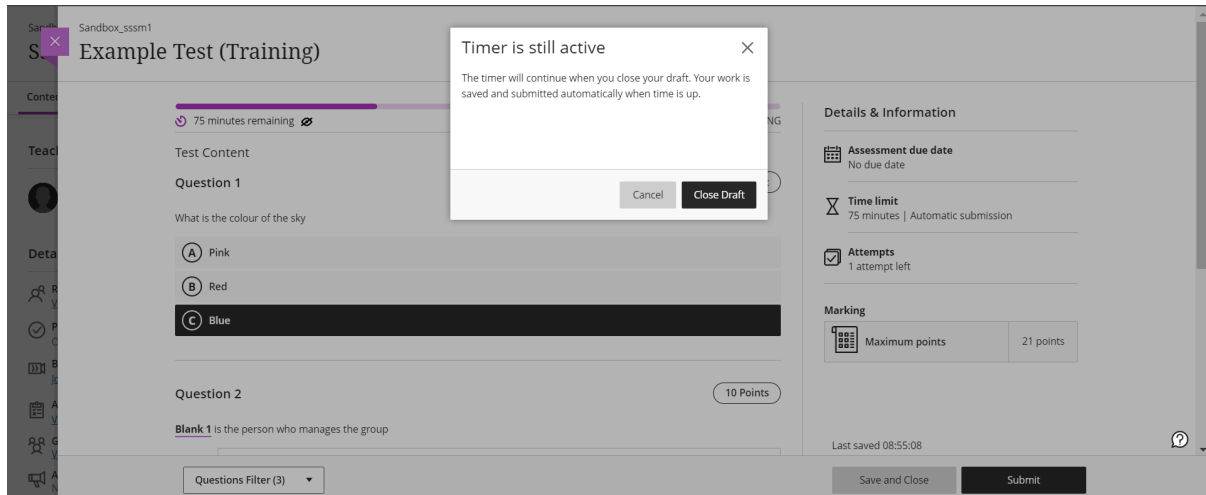 Sandbox_sssm1
Example Test (Training)
Timer is still active
The timer will continue when you close your draft. Your work is
saved and submitted automatically when time is up.
Cancel
Close Draft
75 minutes remaining
NG
Test Content
Question 1
What is the colour of the sky
A Pink
B Red
C Blue
Question 2
10 Points
Blank 1 is the person who manages the group
Details & Information
Assessment due date
No due date
Time limit
75 minutes | Automatic submission
Attempts
1 attempt left
Marking
Maximum points
21 points
Last saved 08:55:08
Questions Filter (3)
Save and Close
Submit